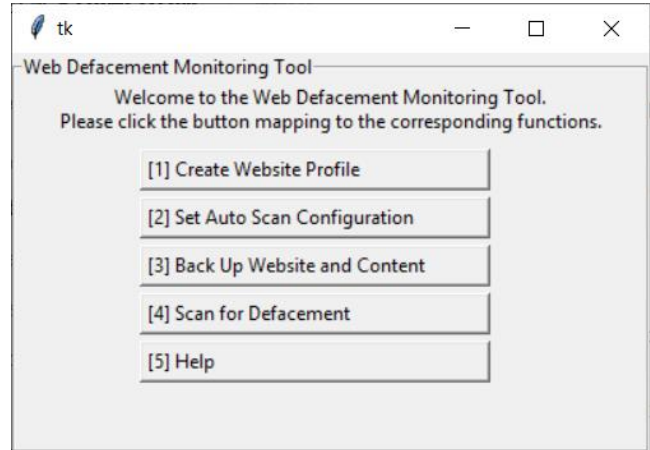 tk
Web Defacement Monitoring Tool
Welcome to the Web Defacement Monitoring Tool.
Please click the button mapping to the corresponding functions.
[1] Create Website Profile
[2] Set Auto Scan Configuration
[3] Back Up Website and Content
[4] Scan for Defacement
[5] Help